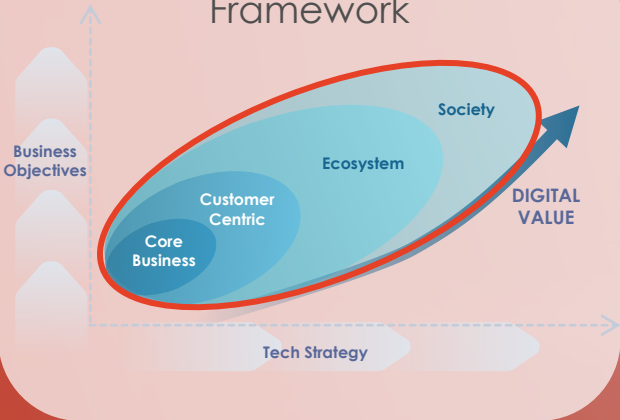 Framework
Society
Business
Objectives
Ecosystem
Customer
Centric
DIGITAL
VALUE
Core
Business
Tech Strategy